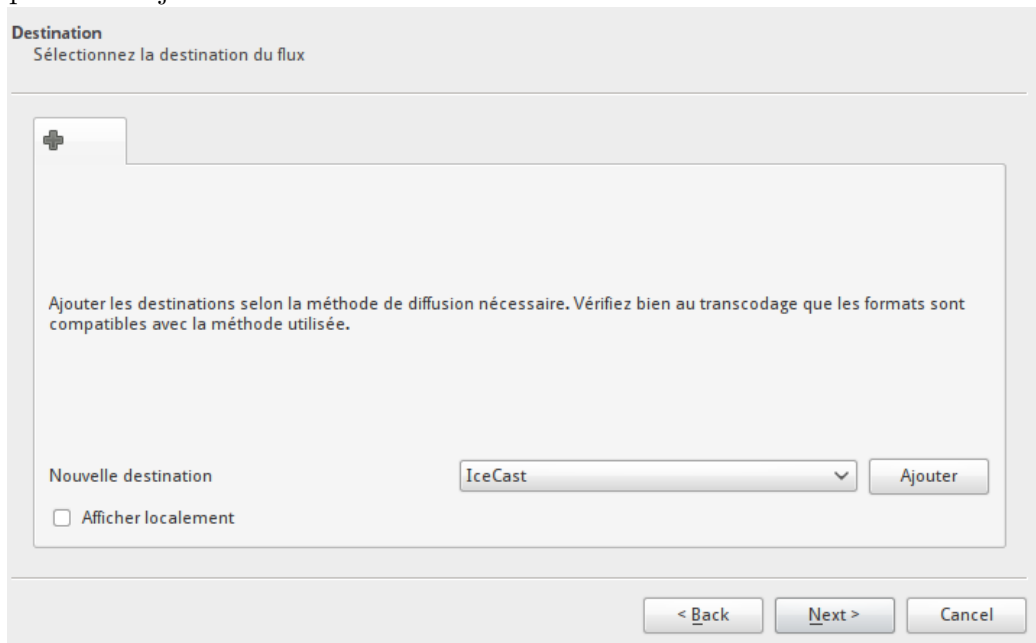 Destination
Sélectionnez la destination du flux
Ajouter les destinations selon la méthode de diffusion nécessaire. Vérifiez bien au transcodage que les formats sont
compatibles avec la méthode utilisée.
Nouvelle destination IceCast Ajouter
Afficher localement
< Back Next > Cancel